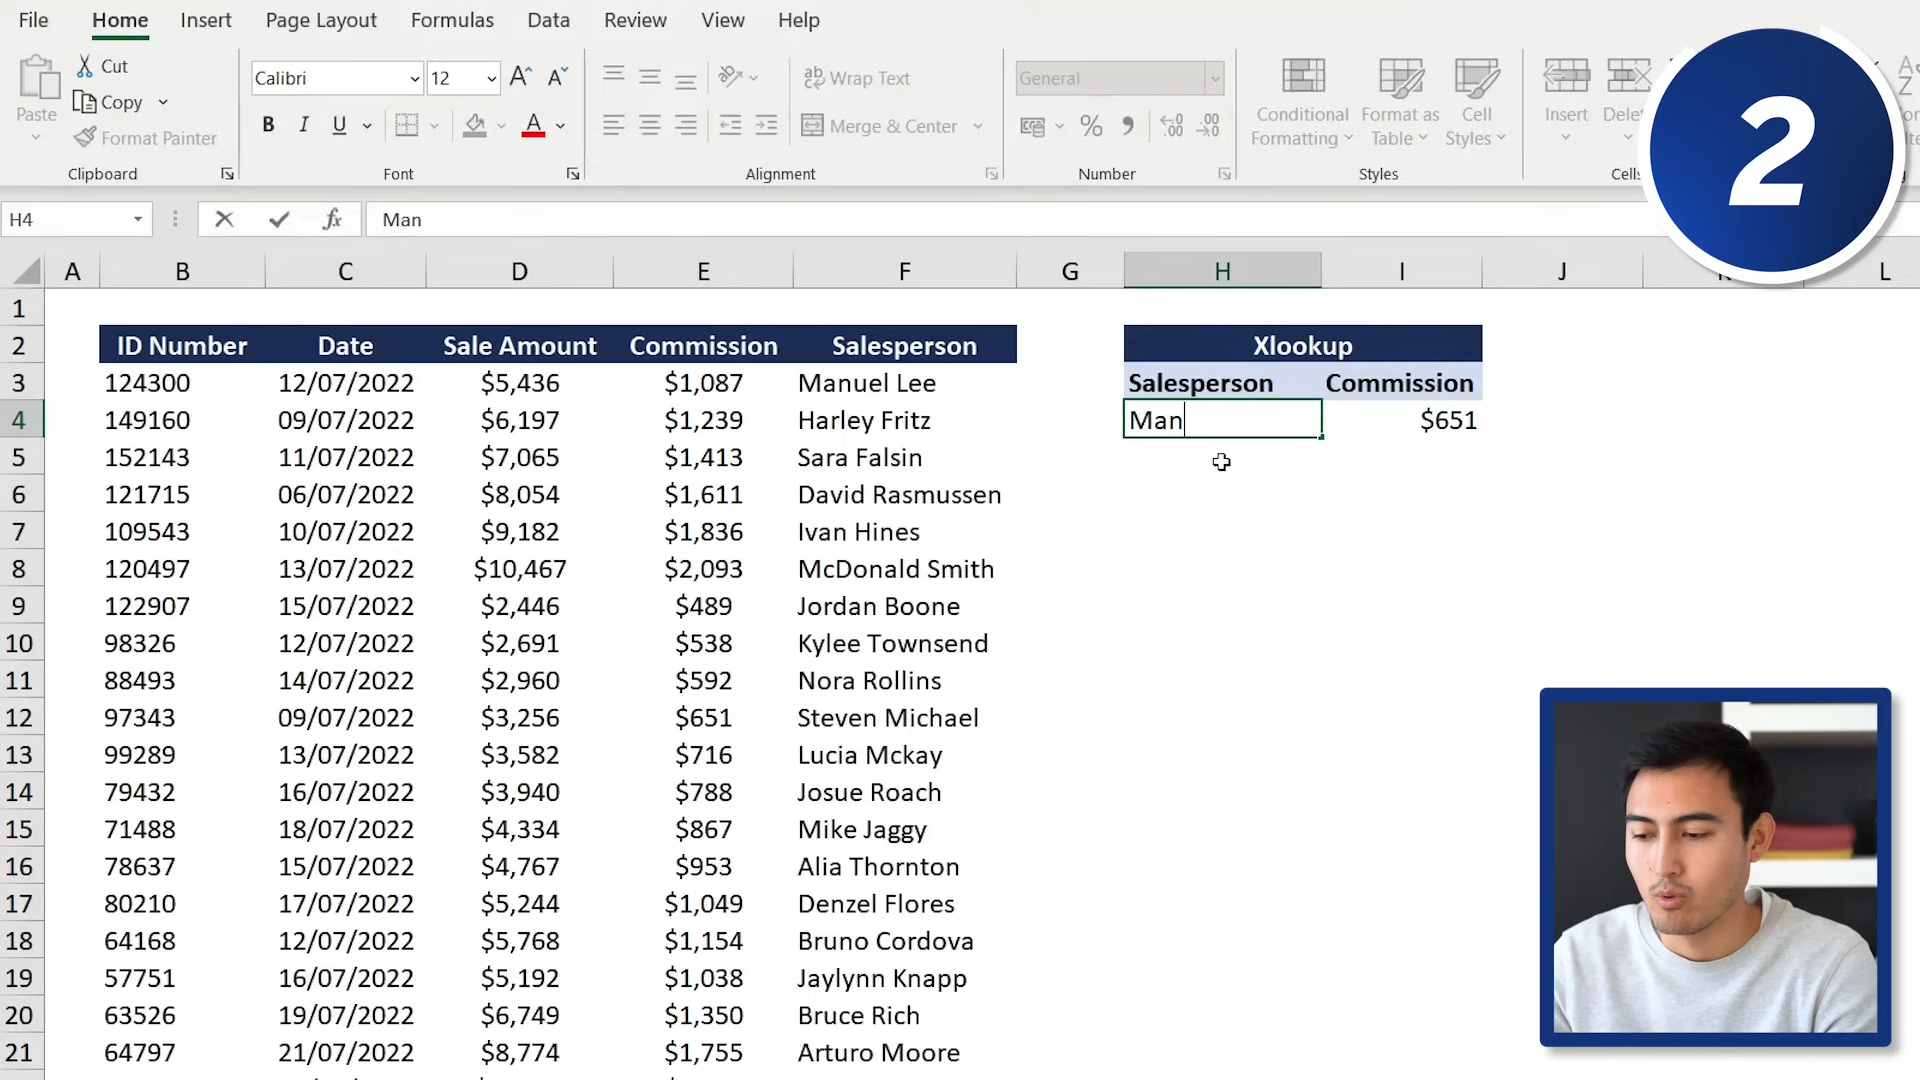 File Home Insert Page Layout Formulas Data Review View Help
Paste
Cut
Copy
Format Painter
Clipboard
Calibri 12
B I U
Font
ab Wrap Text
Merge & Center
Alignment
General
%
Number
Conditional Formatting
Format as Table
Cell Styles
Styles
Insert
Cells
2
H4 fx Man
A B C D E F G H I J L
1
2 ID Number Date Sale Amount Commission Salesperson Xlookup
3 124300 12/07/2022 $5,436 $1,087 Manuel Lee Salesperson Commission
4 149160 09/07/2022 $6,197 $1,239 Harley Fritz Man $651
5 152143 11/07/2022 $7,065 $1,413 Sara Falsin
6 121715 06/07/2022 $8,054 $1,611 David Rasmussen
7 109543 10/07/2022 $9,182 $1,836 Ivan Hines
8 120497 13/07/2022 $10,467 $2,093 McDonald Smith
9 122907 15/07/2022 $2,446 $489 Jordan Boone
10 98326 12/07/2022 $2,691 $538 Kylee Townsend
11 88493 14/07/2022 $2,960 $592 Nora Rollins
12 97343 09/07/2022 $3,256 $651 Steven Michael
13 99289 13/07/2022 $3,582 $716 Lucia Mckay
14 79432 16/07/2022 $3,940 $788 Josue Roach
15 71488 18/07/2022 $4,334 $867 Mike Jaggy
16 78637 15/07/2022 $4,767 $953 Alia Thornton
17 80210 17/07/2022 $5,244 $1,049 Denzel Flores
18 64168 12/07/2022 $5,768 $1,154 Bruno Cordova
19 57751 16/07/2022 $5,192 $1,038 Jaylynn Knapp
20 63526 19/07/2022 $6,749 $1,350 Bruce Rich
21 64797 21/07/2022 $8,774 $1,755 Arturo Moore